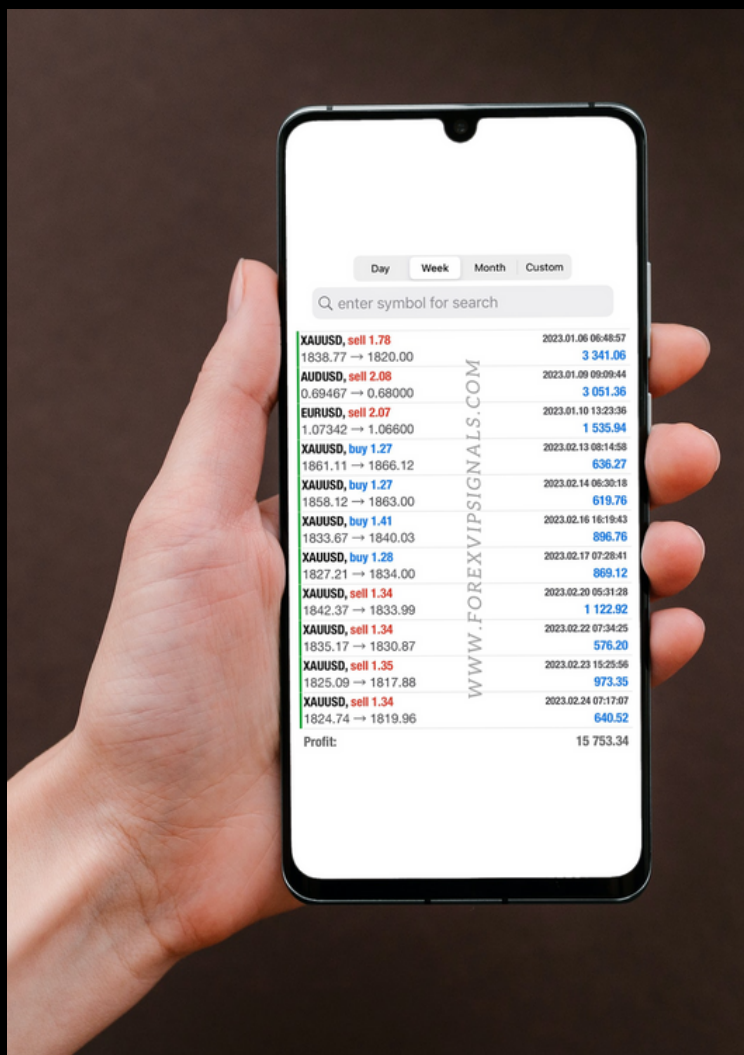 Day Week Month Custom
enter symbol for search
XAUUSD, sell 1.78 2023.01.06 06:48:57
1838.77 → 1820.00 3 341.06
AUDUSD, sell 2.08 2023.01.09 09:09:44
0.69467 → 0.68000 3 051.36
EURUSD, sell 2.07 2023.01.10 13:23:36
1.07342 → 1.06600 1 535.94
XAUUSD, buy 1.27 2023.02.13 08:14:58
1861.11 → 1866.12 636.27
XAUUSD, buy 1.27 2023.02.14 06:30:18
1858.12 → 1863.00 619.76
XAUUSD, buy 1.41 2023.02.16 16:19:43
1833.67 → 1840.03 896.76
XAUUSD, buy 1.28 2023.02.17 07:28:41
1827.21 → 1834.00 869.12
XAUUSD, sell 1.34 2023.02.20 05:31:28
1842.37 → 1833.99 1 122.92
XAUUSD, sell 1.34 2023.02.22 07:34:25
1835.17 → 1830.87 576.20
XAUUSD, sell 1.35 2023.02.23 15:25:56
1825.09 → 1817.88 973.35
XAUUSD, sell 1.34 2023.02.24 07:17:07
1824.74 → 1819.96 640.52
Profit: 15 753.34
WWW.FOREXVIPSIGNALS.COM